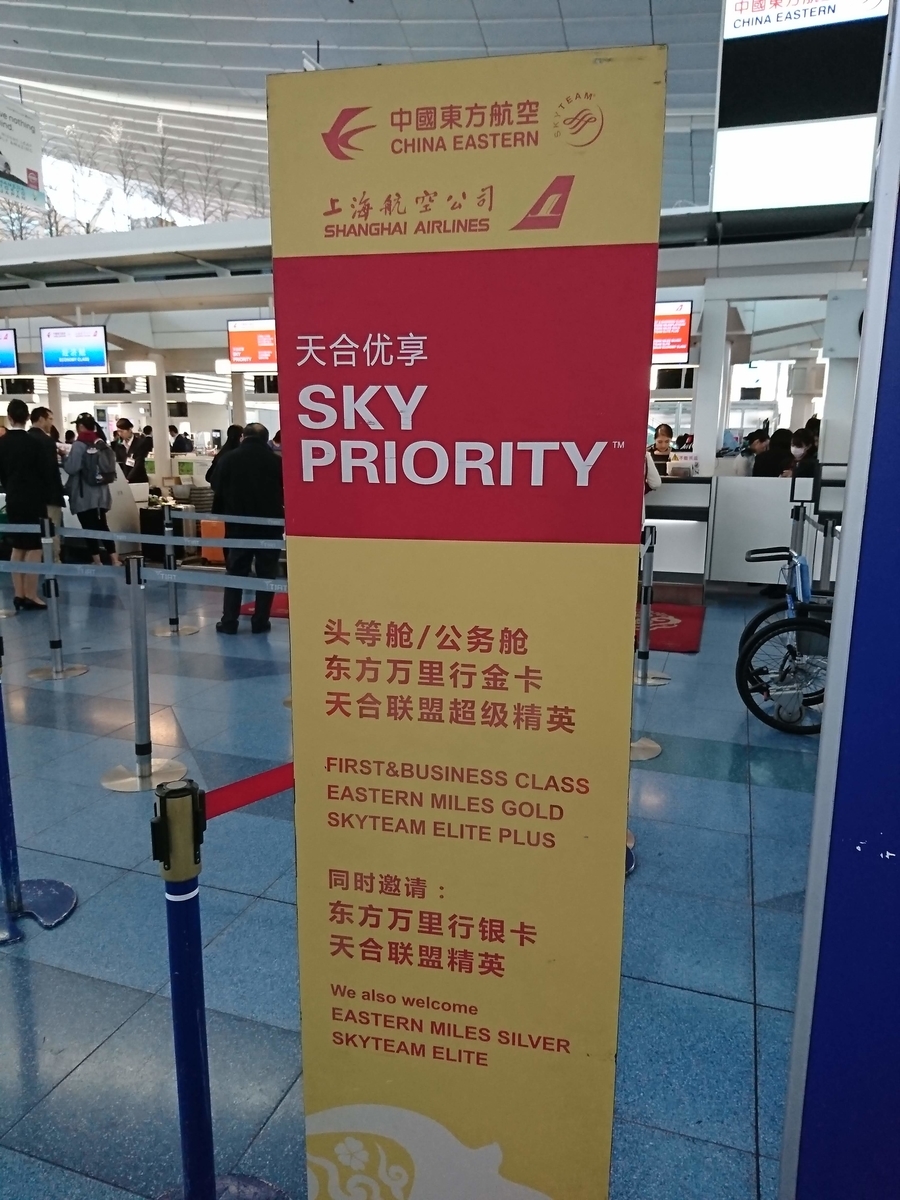 中國東方航空
CHINA EASTERN
SKYTEAM
上海航空公司
SHANGHAI AIRLINES
天合优享
SKY
PRIORITY™
头等舱/公务舱
东方万里行金卡
天合联盟超级精英
FIRST&BUSINESS CLASS
EASTERN MILES GOLD
SKYTEAM ELITE PLUS
同时邀请：
东方万里行银卡
天合联盟精英
We also welcome
EASTERN MILES SILVER
SKYTEAM ELITE
中國東方航空
CHINA EASTERN
SKY
PRIORITY
ECONOMY CLASS